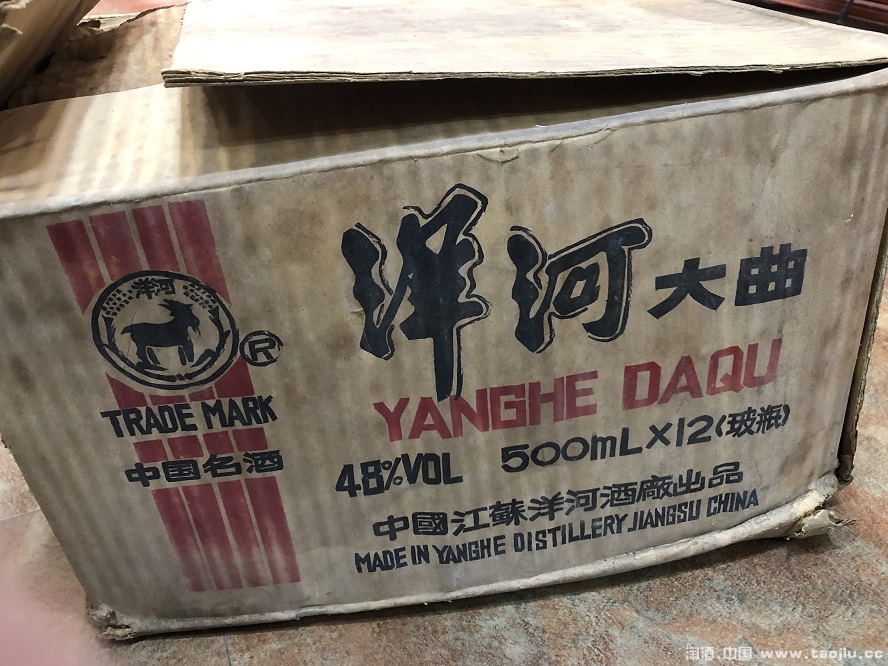 洋河
®
TRADE MARK
中国名酒
洋河大曲
YANGHE DAQU
48%VOL 500mL×12(玻瓶)
中國江蘇洋河酒廠出品
MADE IN YANGHE DISTILLERY JIANGSU CHINA
淘酒.中国 www.taojiu.cc